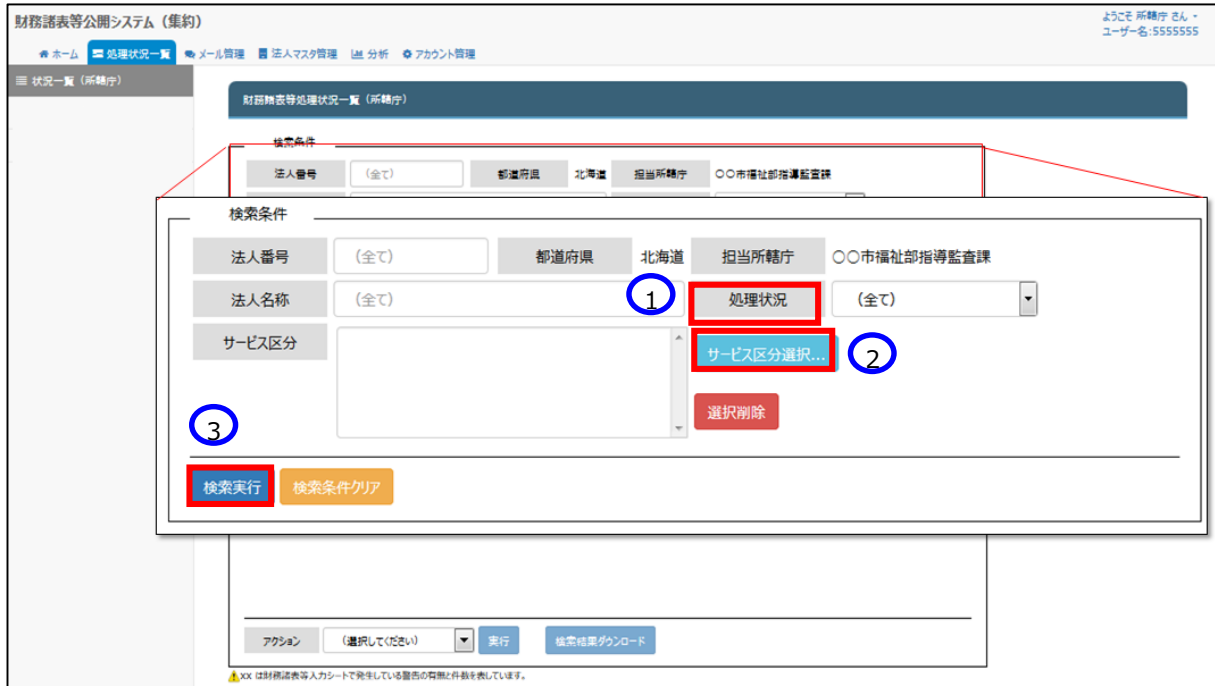 財務諸表等公開システム（集約）
ようこそ 所轄庁 さん
ユーザー名:5555555
ホーム 処理状況一覧 メール管理 法人マスタ管理 分析 アカウント管理
状況一覧（所轄庁）
財務諸表等処理状況一覧（所轄庁）
検索条件
法人番号 （全て） 都道府県 北海道 担当所轄庁 〇〇市福祉部指導監査課
検索条件
法人番号 （全て） 都道府県 北海道 担当所轄庁 〇〇市福祉部指導監査課
法人名称 （全て） 1 処理状況 （全て）
サービス区分 サービス区分選択... 2
選択削除
3
検索実行 検索条件クリア
アクション （選択してください） 実行 検索結果ダウンロード
xx は財務諸表等入力シートで発生している警告の有無と件数を表しています。